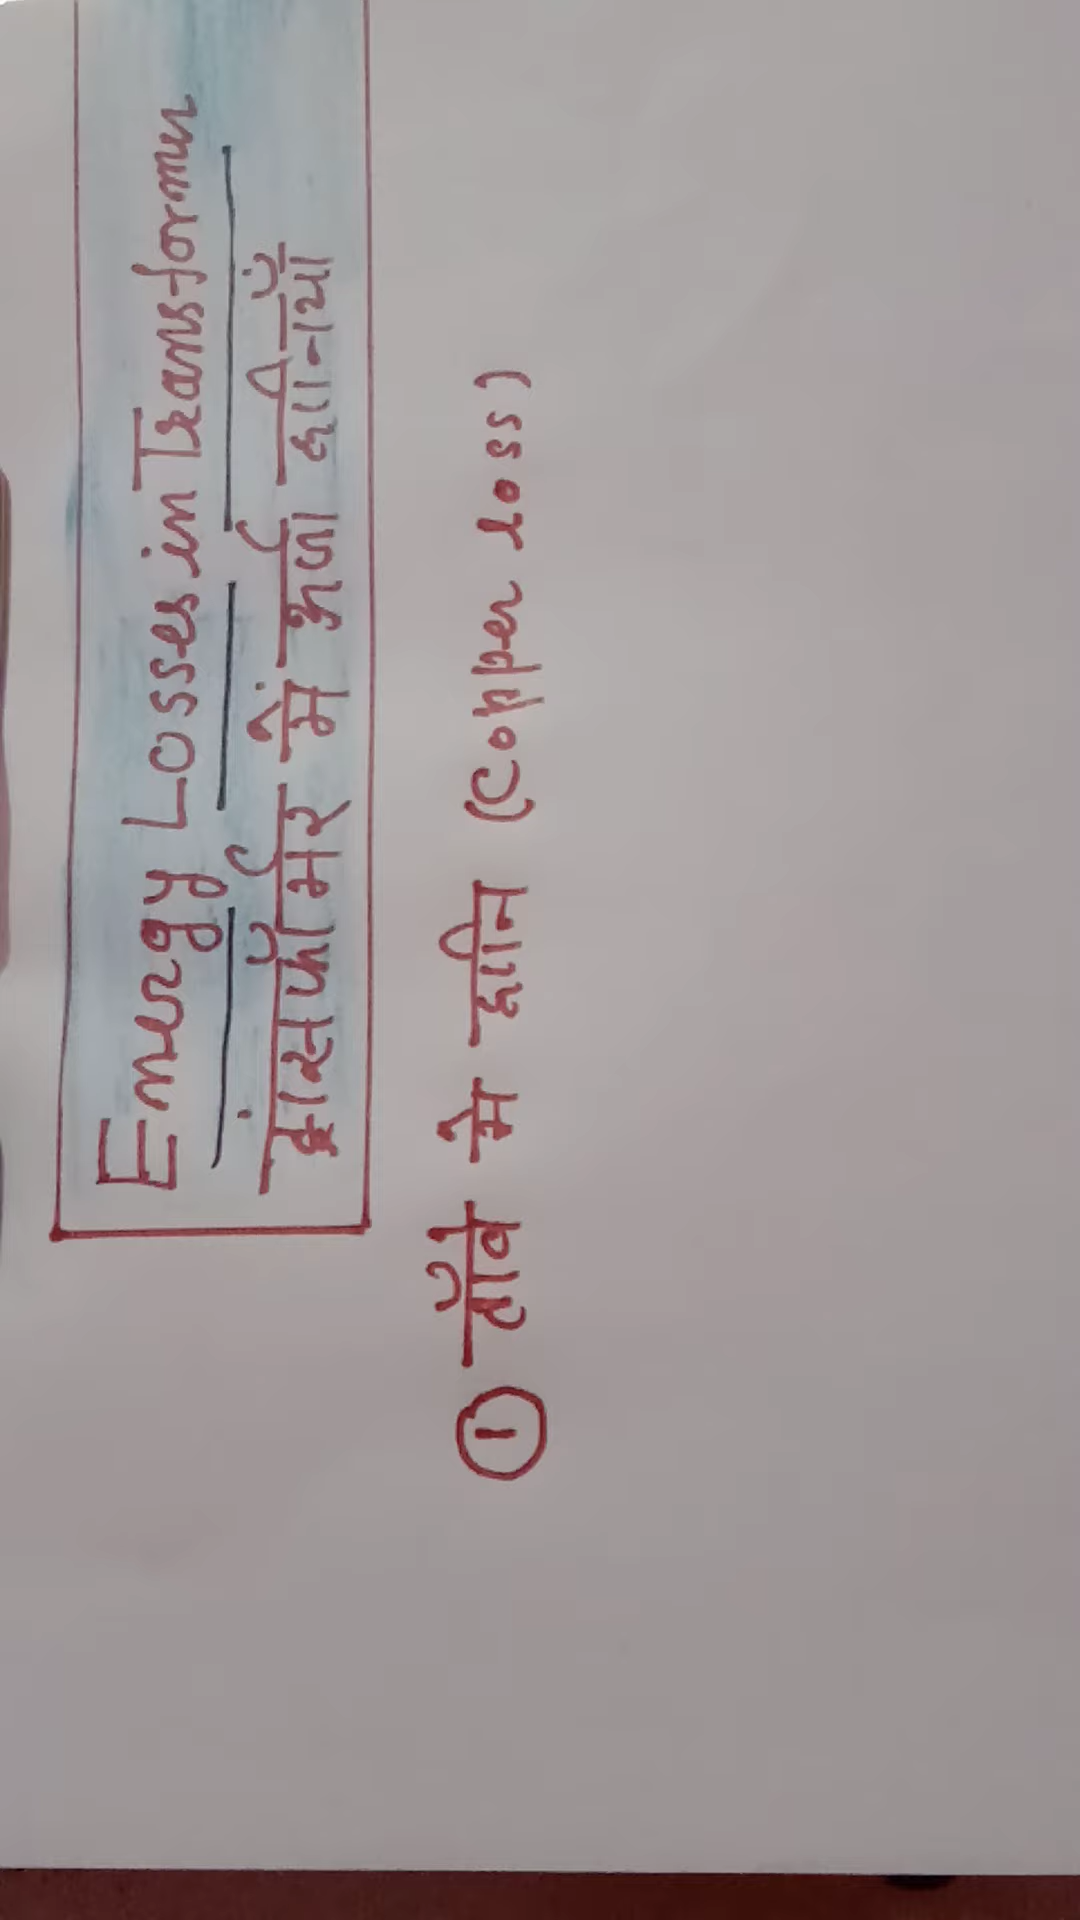 Energy Losses in Transformer
ट्रांसफॉर्मर में ऊर्जा हानियाँ
① ताँबे मे हानि (Copper loss)